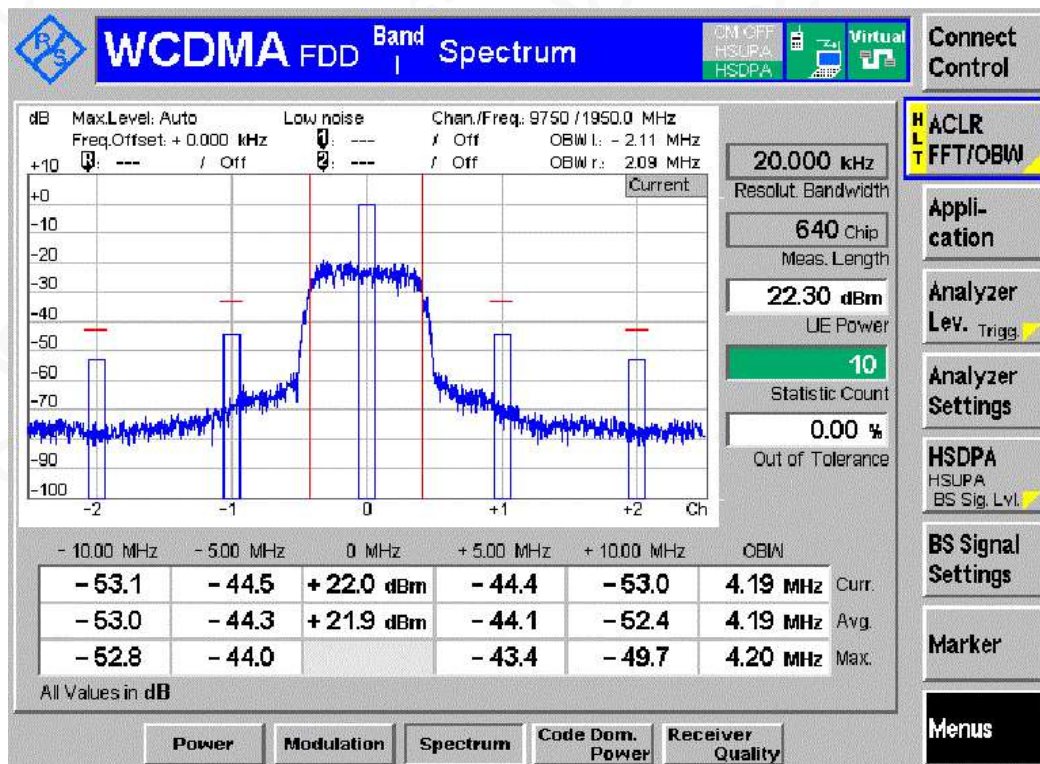 R/S
WCDMA FDD Band I Spectrum
CM OFF
HSUPA
HSDPA
Virtual
Connect Control
dB Max.Level: Auto Low noise Chan./Freq.: 9750 / 1950.0 MHz
Freq.Offset: + 0.000 kHz 1: --- / Off OBW l.: - 2.11 MHz
+10 R: --- / Off 2: --- / Off OBW r.: 2.09 MHz
Current
+0
-10
-20
-30
-40
-50
-60
-70
-90
-100
-2 -1 0 +1 +2 Ch
20.000 kHz
Resolut. Bandwidth
640 Chip
Meas. Length
22.30 dBm
UE Power
10
Statistic Count
0.00 %
Out of Tolerance
- 10.00 MHz - 5.00 MHz 0 MHz + 5.00 MHz + 10.00 MHz OBW
- 53.1 - 44.5 + 22.0 dBm - 44.4 - 53.0 4.19 MHz Curr.
- 53.0 - 44.3 + 21.9 dBm - 44.1 - 52.4 4.19 MHz Avg.
- 52.8 - 44.0 - 43.4 - 49.7 4.20 MHz Max.
All Values in dB
HLT
ACLR
FFT/OBW
Appli-
cation
Analyzer
Lev. Trigg.
Analyzer
Settings
HSDPA
HSUPA
BS Sig. Lvl.
BS Signal
Settings
Marker
Menus
Power
Modulation
Spectrum
Code Dom.
Power
Receiver
Quality